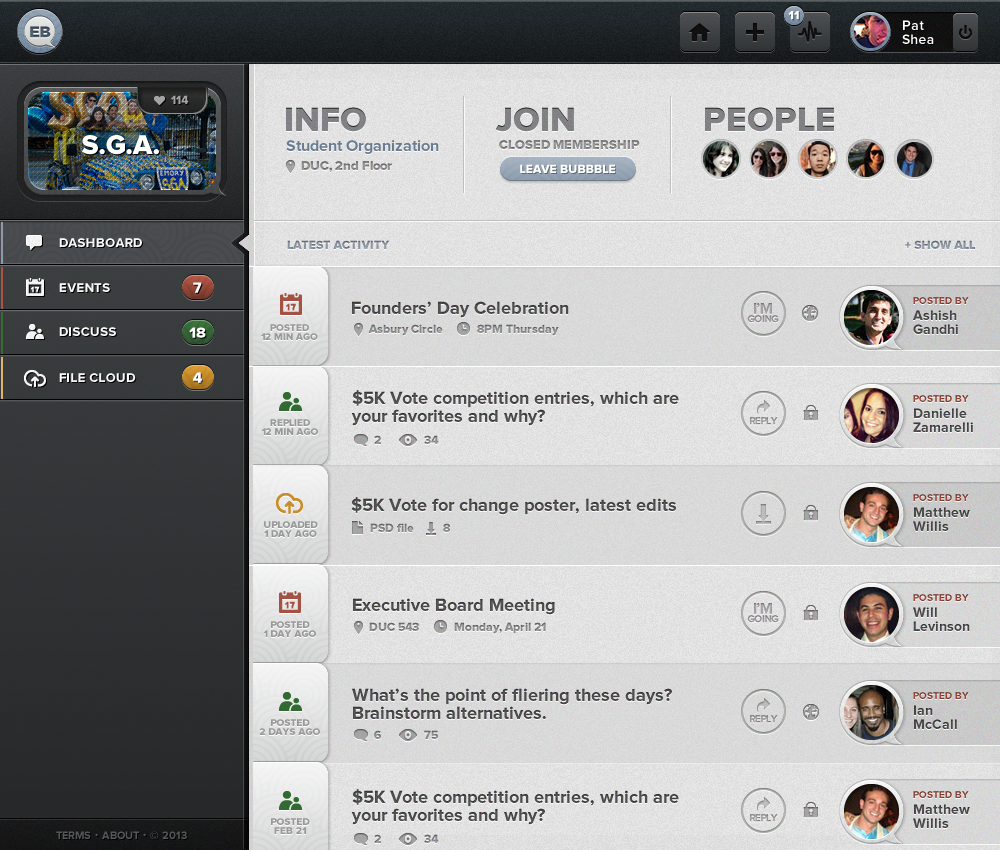 EB
11
Pat
Shea
114
S.G.A.
EMORY
SGA
INFO
Student Organization
DUC, 2nd Floor
JOIN
CLOSED MEMBERSHIP
LEAVE BUBBBLE
PEOPLE
DASHBOARD
17
EVENTS
7
DISCUSS
18
FILE CLOUD
4
LATEST ACTIVITY
+ SHOW ALL
17
POSTED
12 MIN AGO
Founders’ Day Celebration
Asbury Circle
8PM Thursday
I'M
GOING
POSTED BY
Ashish
Gandhi
REPLIED
12 MIN AGO
$5K Vote competition entries, which are
your favorites and why?
2
34
REPLY
POSTED BY
Danielle
Zamarelli
UPLOADED
1 DAY AGO
$5K Vote for change poster, latest edits
PSD file
8
POSTED BY
Matthew
Willis
17
POSTED
1 DAY AGO
Executive Board Meeting
DUC 543
Monday, April 21
I'M
GOING
POSTED BY
Will
Levinson
POSTED
2 DAYS AGO
What’s the point of fliering these days?
Brainstorm alternatives.
6
75
REPLY
POSTED BY
Ian
McCall
POSTED
FEB 21
$5K Vote competition entries, which are
your favorites and why?
2
34
REPLY
POSTED BY
Matthew
Willis
TERMS · ABOUT · © 2013